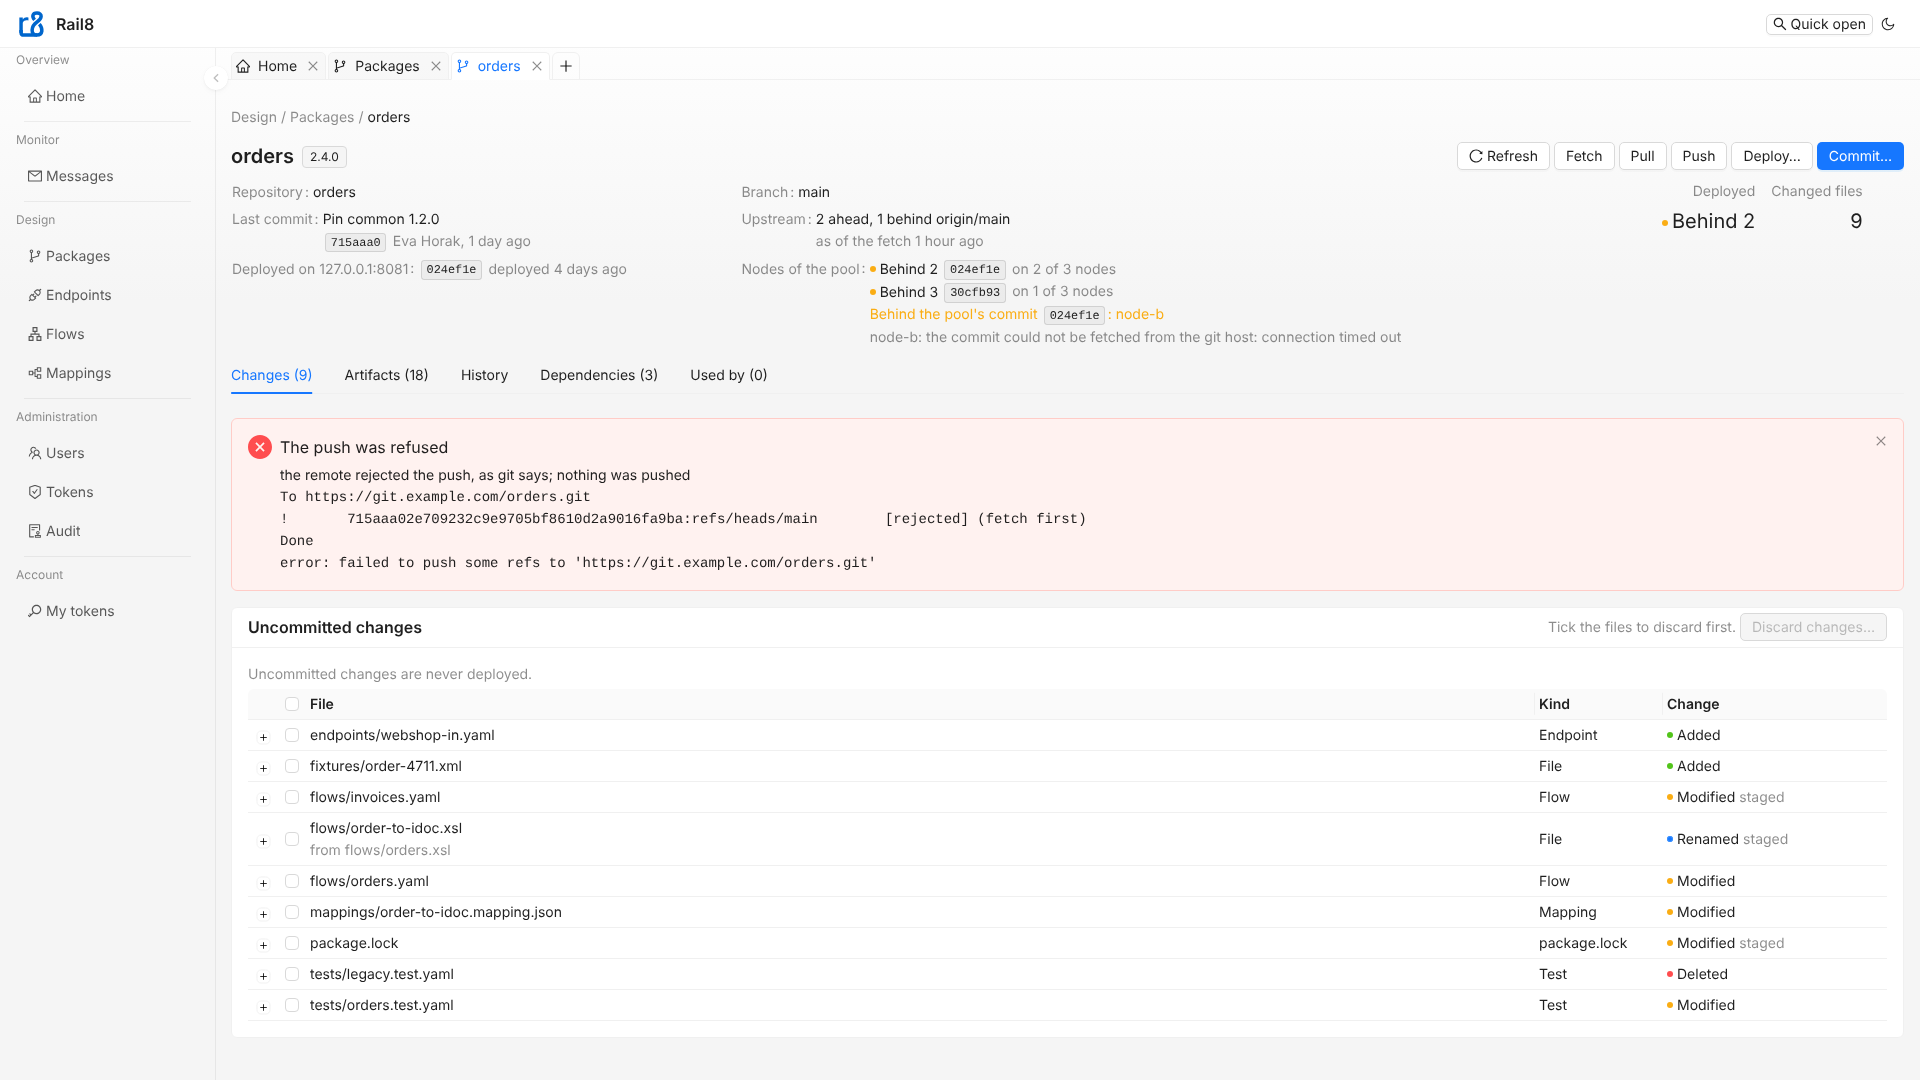 r8 Rail8
Quick open
Overview
Home
Monitor
Messages
Design
Packages
Endpoints
Flows
Mappings
Administration
Users
Tokens
Audit
Account
My tokens
Home
Packages
orders
Design / Packages / orders
orders 2.4.0
Refresh Fetch Pull Push Deploy... Commit...
Repository: orders
Branch: main
Deployed Changed files
Behind 2 9
Last commit: Pin common 1.2.0
715aaa0 Eva Horak, 1 day ago
Upstream: 2 ahead, 1 behind origin/main
as of the fetch 1 hour ago
Deployed on 127.0.0.1:8081: 024ef1e deployed 4 days ago
Nodes of the pool: Behind 2 024ef1e on 2 of 3 nodes
Behind 3 30cfb93 on 1 of 3 nodes
Behind the pool's commit 024ef1e : node-b
node-b: the commit could not be fetched from the git host: connection timed out
Changes (9) Artifacts (18) History Dependencies (3) Used by (0)
The push was refused
the remote rejected the push, as git says; nothing was pushed
To https://git.example.com/orders.git
! 715aaa02e709232c9e9705bf8610d2a9016fa9ba:refs/heads/main [rejected] (fetch first)
Done
error: failed to push some refs to 'https://git.example.com/orders.git'
Uncommitted changes
Tick the files to discard first. Discard changes...
Uncommitted changes are never deployed.
File Kind Change
+ endpoints/webshop-in.yaml Endpoint Added
+ fixtures/order-4711.xml File Added
+ flows/invoices.yaml Flow Modified staged
+ flows/order-to-idoc.xsl File Renamed staged
from flows/orders.xsl
+ flows/orders.yaml Flow Modified
+ mappings/order-to-idoc.mapping.json Mapping Modified
+ package.lock package.lock Modified staged
+ tests/legacy.test.yaml Test Deleted
+ tests/orders.test.yaml Test Modified